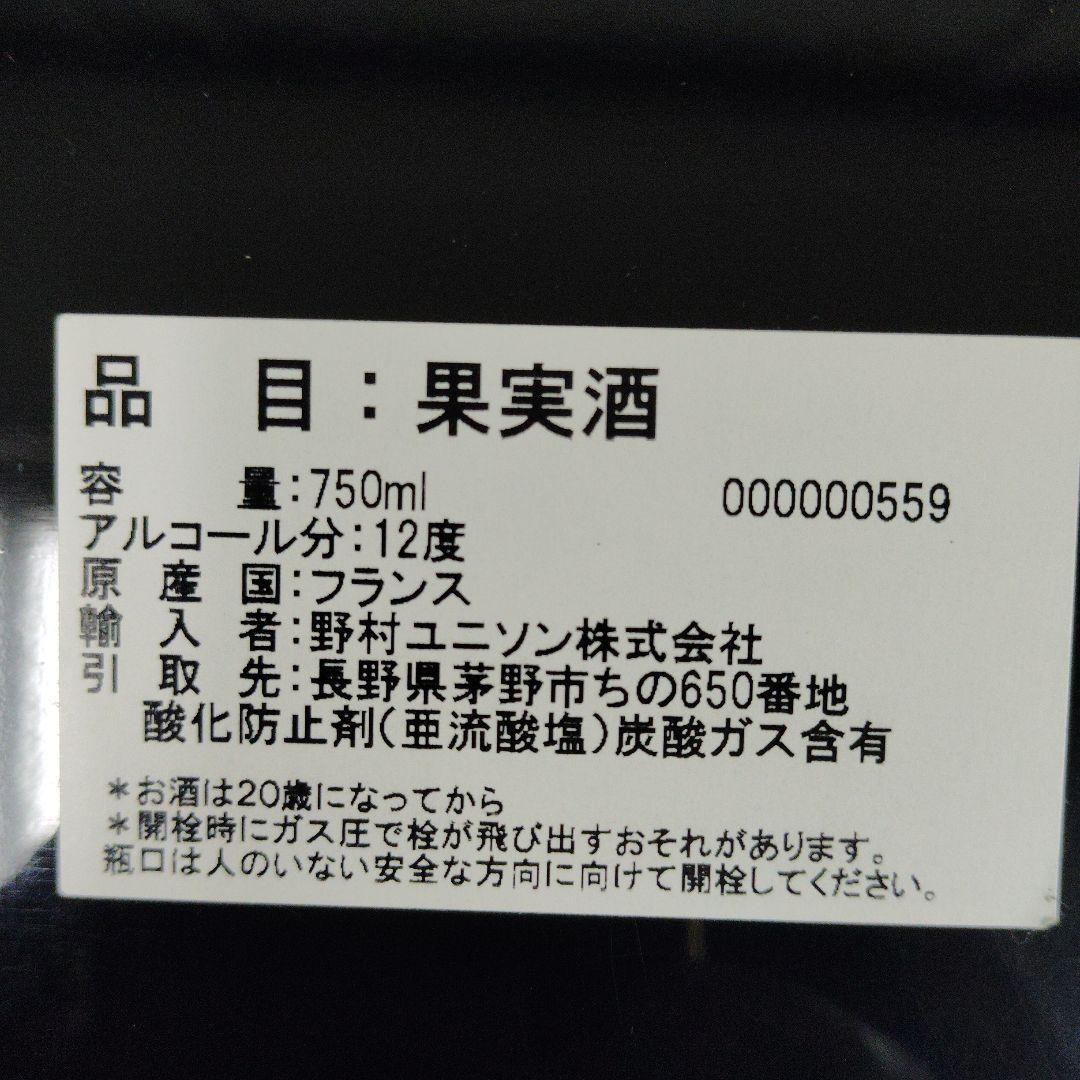 品　目：果実酒
容　量：750ml　000000559
アルコール分：12度
原産国：フランス
輸入者：野村ユニソン株式会社
引取先：長野県茅野市ちの650番地
酸化防止剤(亜流酸塩)炭酸ガス含有
*お酒は20歳になってから
*開栓時にガス圧で栓が飛び出すおそれがあります。
瓶口は人のいない安全な方向に向けて開栓してください。